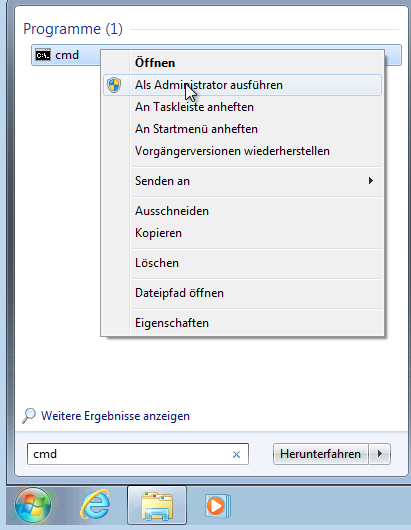 Programme (1)
cmd
Öffnen
Als Administrator ausführen
An Taskleiste anheften
An Startmenü anheften
Vorgängerversionen wiederherstellen
Senden an
Ausschneiden
Kopieren
Löschen
Dateipfad öffnen
Eigenschaften
Weitere Ergebnisse anzeigen
cmd
Herunterfahren